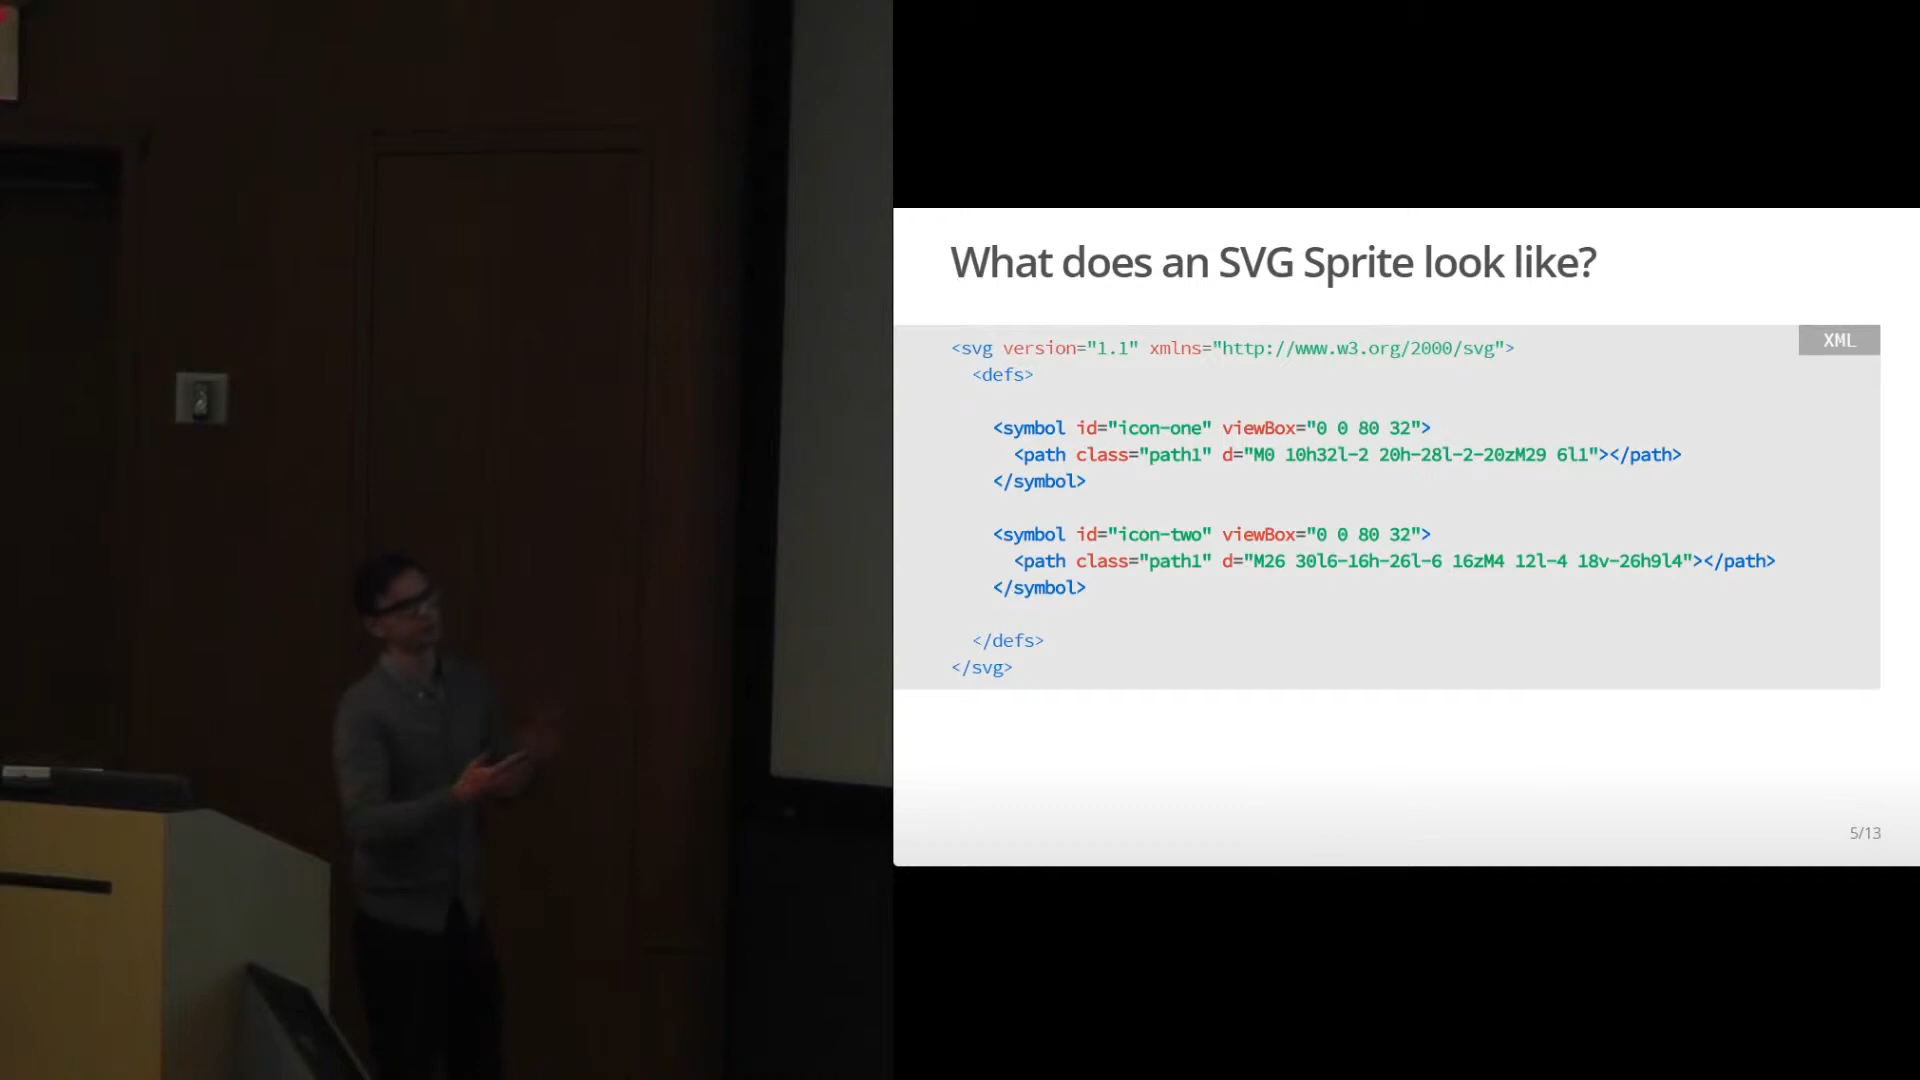 What does an SVG Sprite look like?
XML
<svg version="1.1" xmlns="http://www.w3.org/2000/svg">
<defs>
<symbol id="icon-one" viewBox="0 0 80 32">
<path class="path1" d="M0 10h32l-2 20h-28l-2-20zM29 6l1"></path>
</symbol>
<symbol id="icon-two" viewBox="0 0 80 32">
<path class="path1" d="M26 30l6-16h-26l-6 16zM4 12l-4 18v-26h9l4"></path>
</symbol>
</defs>
</svg>
5/13